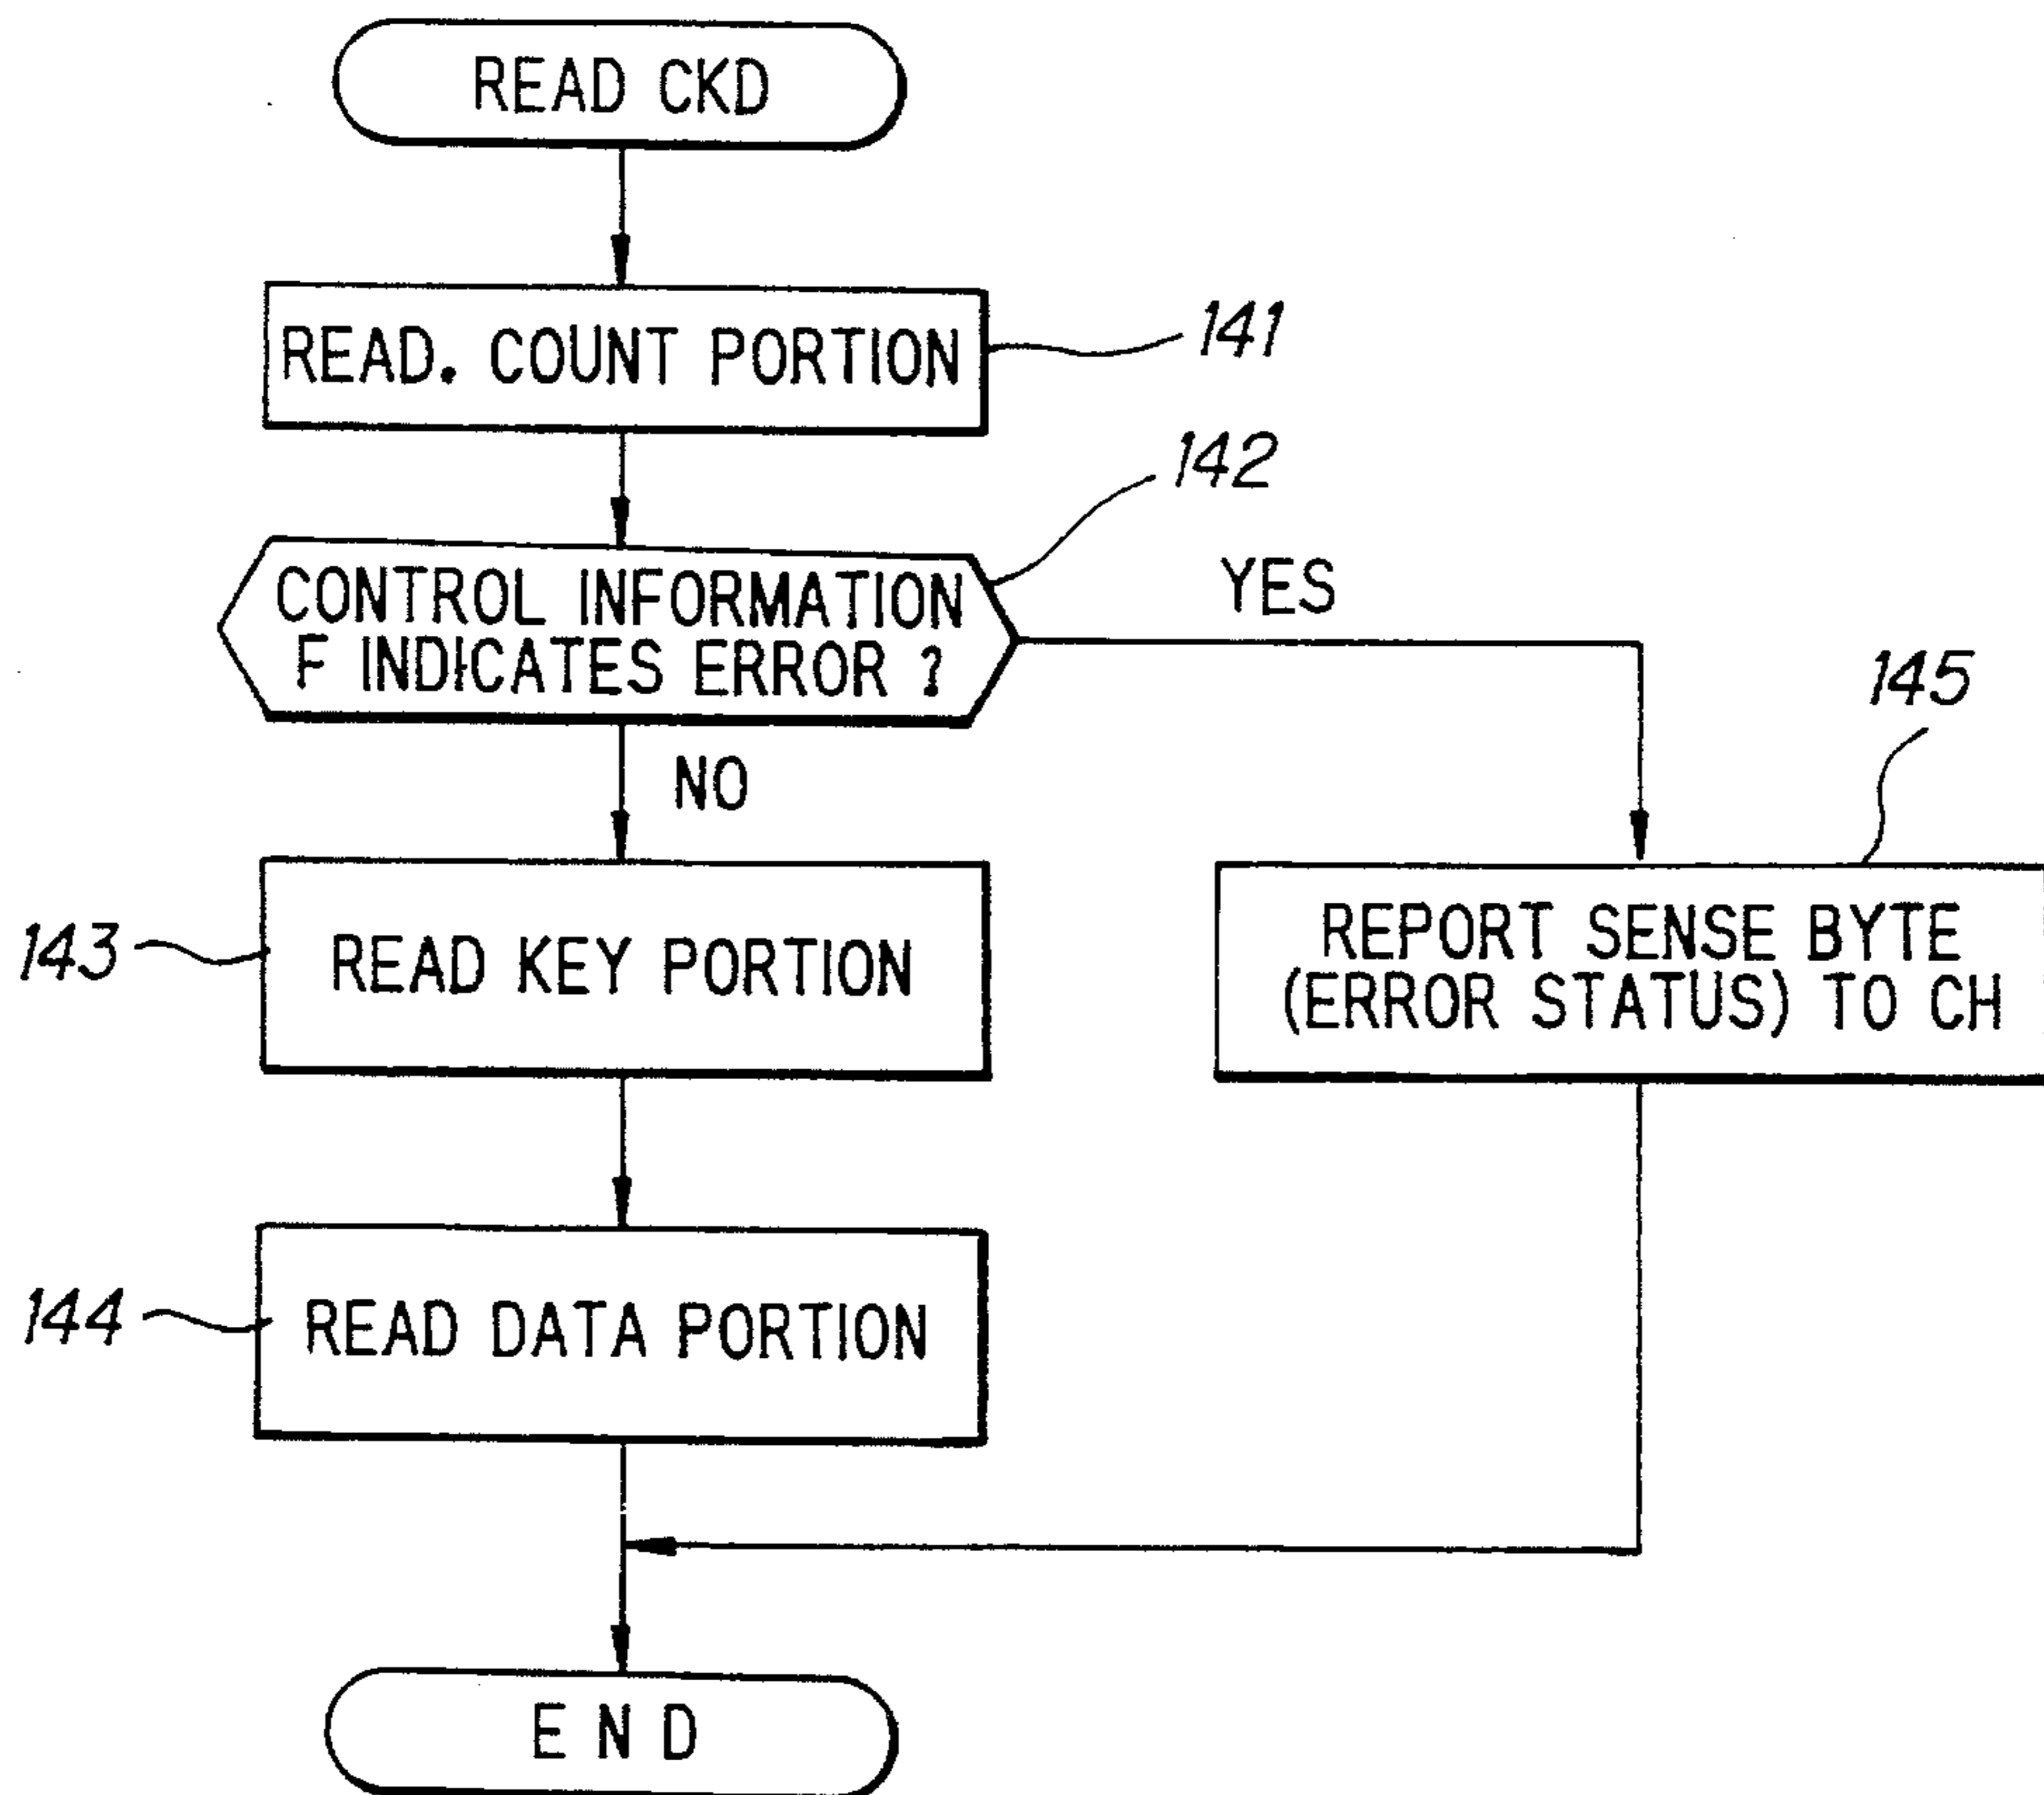 READ CKD
READ. COUNT PORTION
141
142
CONTROL INFORMATION
F INDICATES ERROR ?
YES
145
NO
143
READ KEY PORTION
REPORT SENSE BYTE
(ERROR STATUS) TO CH
144
READ DATA PORTION
END